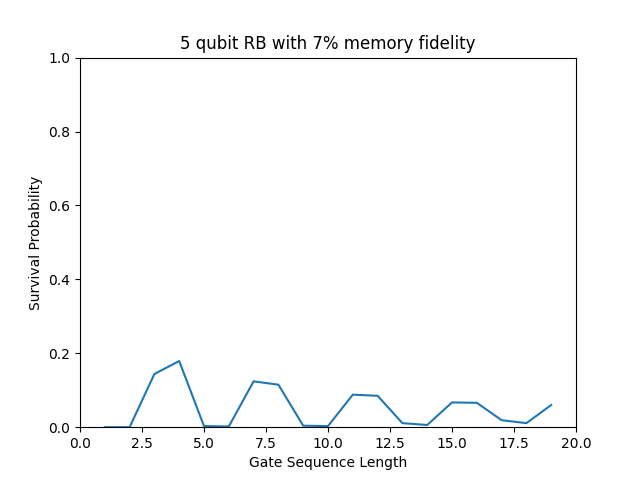 5 qubit RB with 7% memory fidelity
1.0
0.8
0.6
0.4
0.2
0.0
Survival Probability
0.0 2.5 5.0 7.5 10.0 12.5 15.0 17.5 20.0
Gate Sequence Length